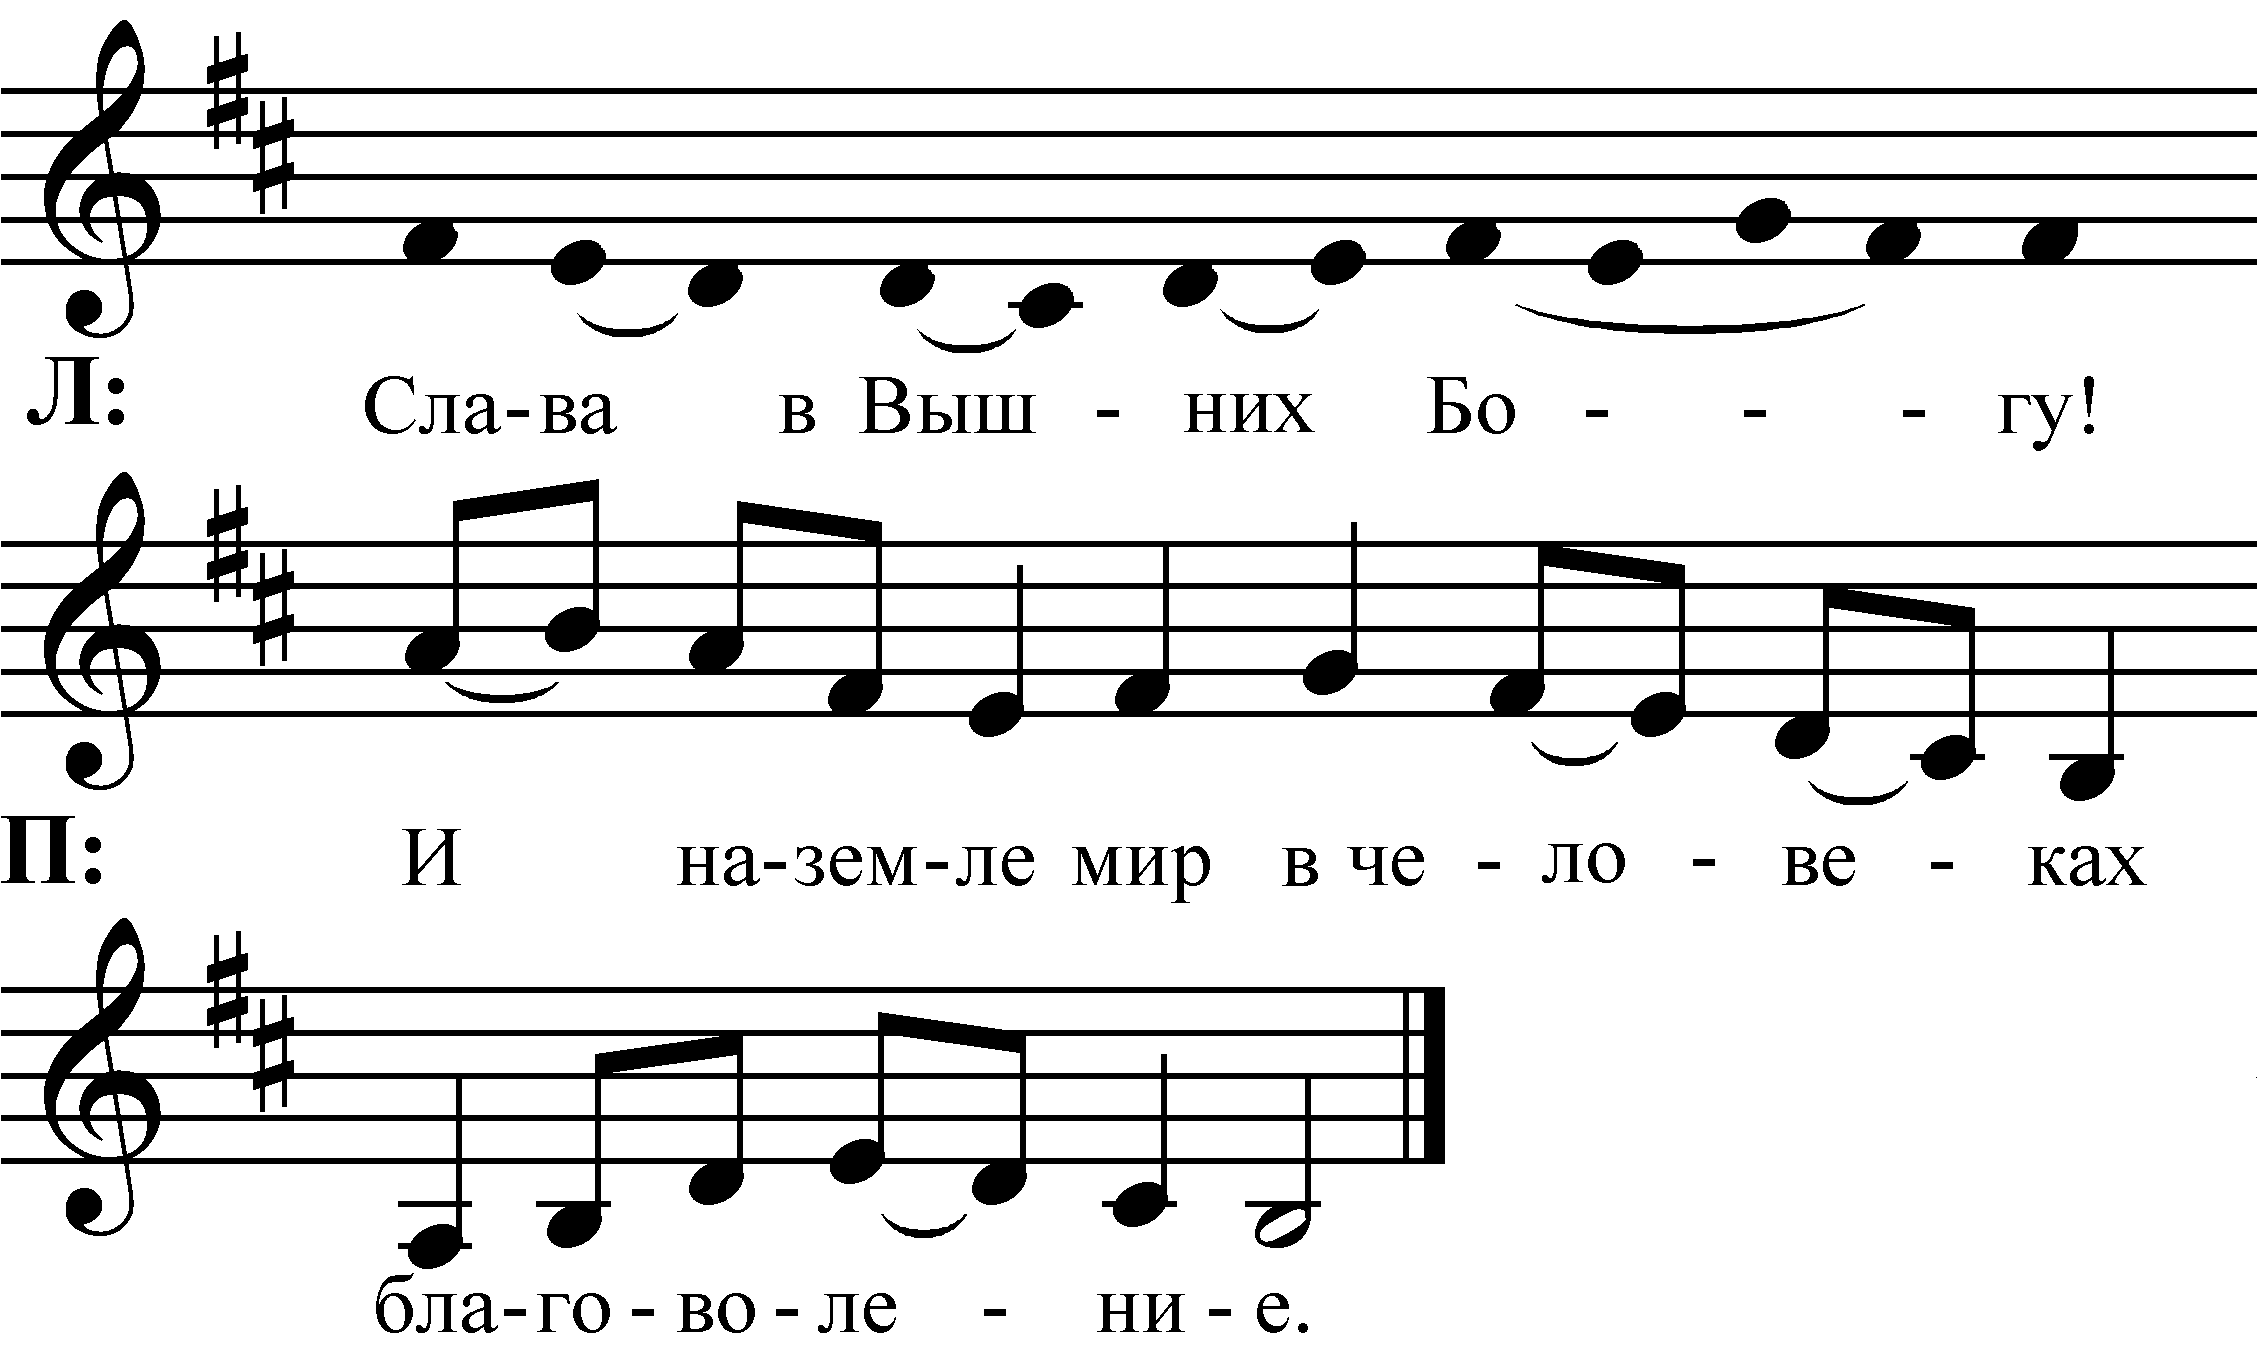 Л: Сла-ва в Выш - них Бо - - - гу!
П: И на-зем-ле мир в че - ло - ве - ках
бла-го - во - ле - ни - е.